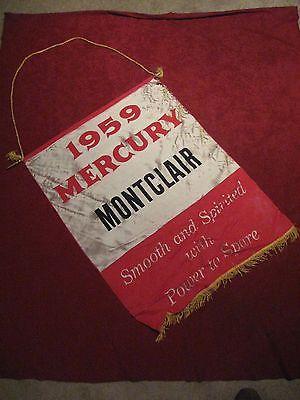 1959
MERCURY
MONTCLAIR
Smooth and Spirited
with
Power to Spare